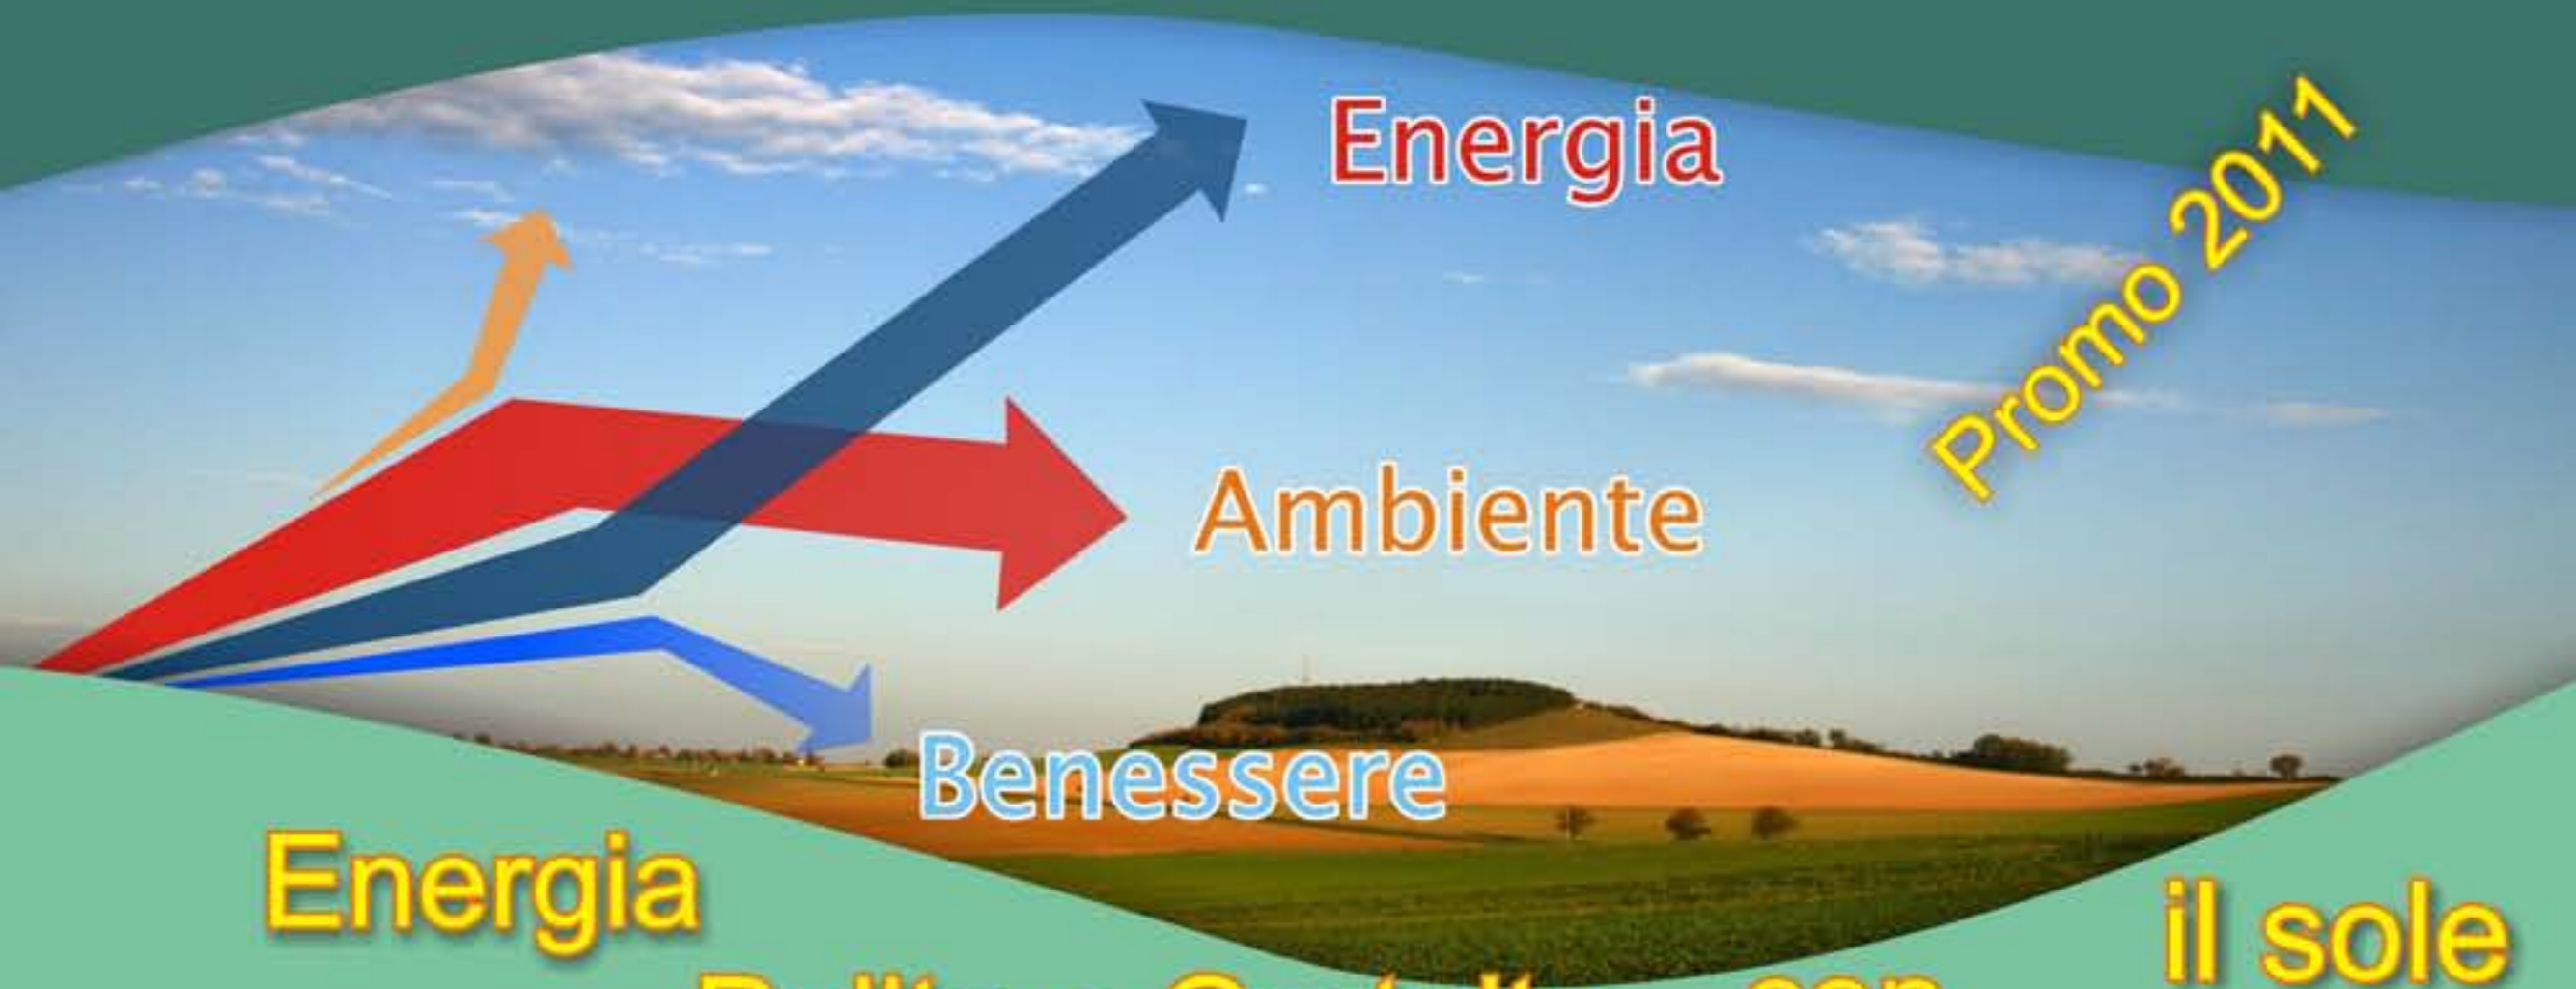 Energia
Promo 2011
Ambiente
Benessere
Energia
il sole